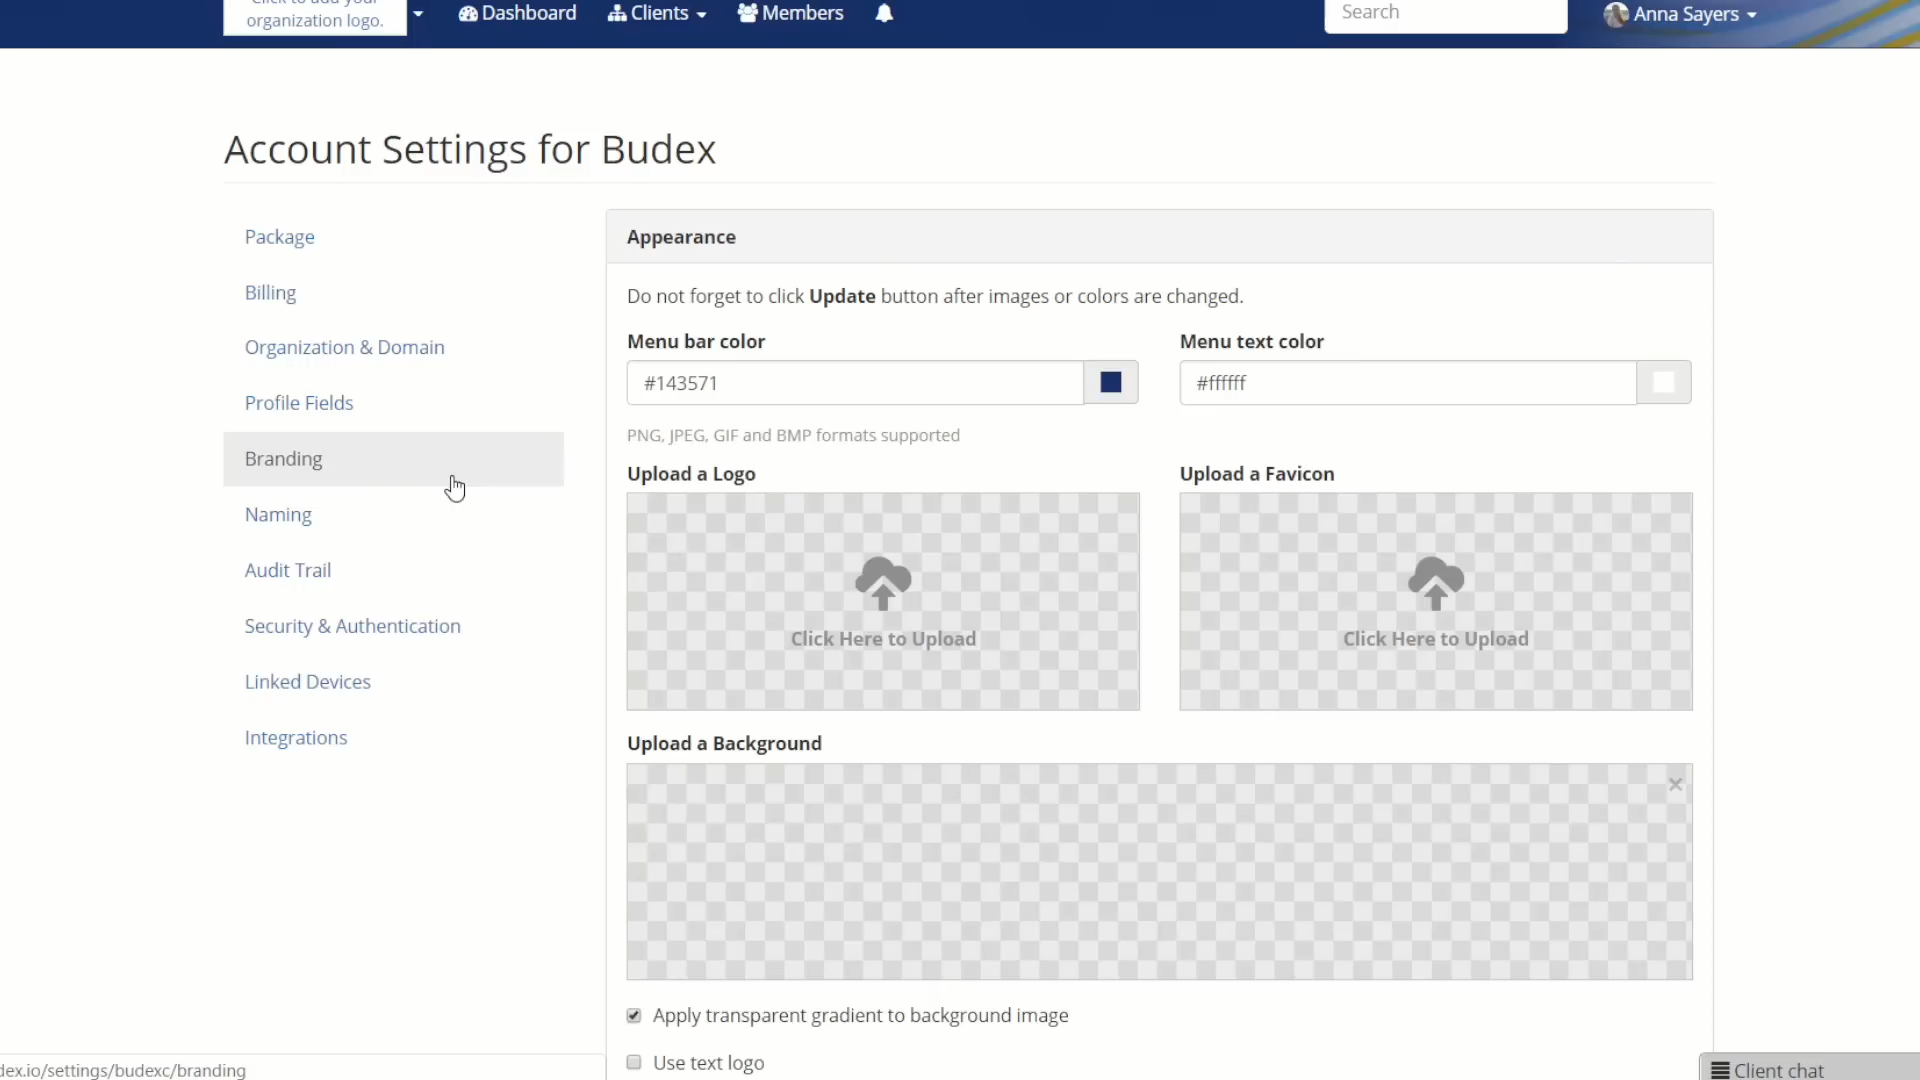 organization logo.
Dashboard
Clients
Members
Search
Anna Sayers
Account Settings for Budex
Package
Billing
Organization & Domain
Profile Fields
Branding
Naming
Audit Trail
Security & Authentication
Linked Devices
Integrations
Appearance
Do not forget to click Update button after images or colors are changed.
Menu bar color
Menu text color
#143571
#ffffff
PNG, JPEG, GIF and BMP formats supported
Upload a Logo
Upload a Favicon
Click Here to Upload
Click Here to Upload
Upload a Background
Apply transparent gradient to background image
Use text logo
dex.io/settings/budexc/branding
Client chat